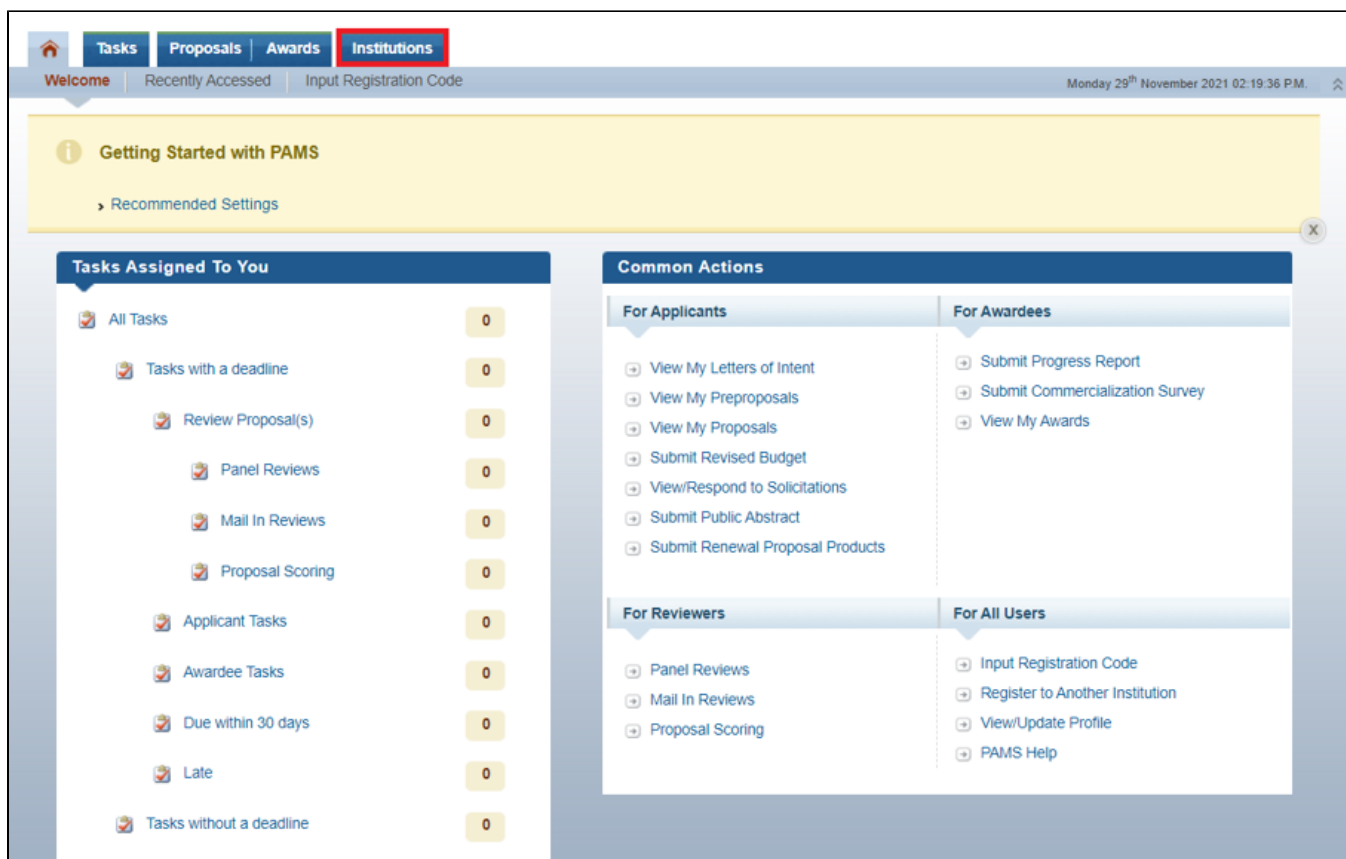 Tasks Proposals Awards Institutions
Welcome Recently Accessed Input Registration Code Monday 29th November 2021 02:19:36 P.M.
Getting Started with PAMS
Recommended Settings
X
Tasks Assigned To You
All Tasks 0
Tasks with a deadline 0
Review Proposal(s) 0
Panel Reviews 0
Mail In Reviews 0
Proposal Scoring 0
Applicant Tasks 0
Awardee Tasks 0
Due within 30 days 0
Late 0
Tasks without a deadline 0
Common Actions
For Applicants
View My Letters of Intent
View My Preproposals
View My Proposals
Submit Revised Budget
View/Respond to Solicitations
Submit Public Abstract
Submit Renewal Proposal Products
For Awardees
Submit Progress Report
Submit Commercialization Survey
View My Awards
For Reviewers
Panel Reviews
Mail In Reviews
Proposal Scoring
For All Users
Input Registration Code
Register to Another Institution
View/Update Profile
PAMS Help